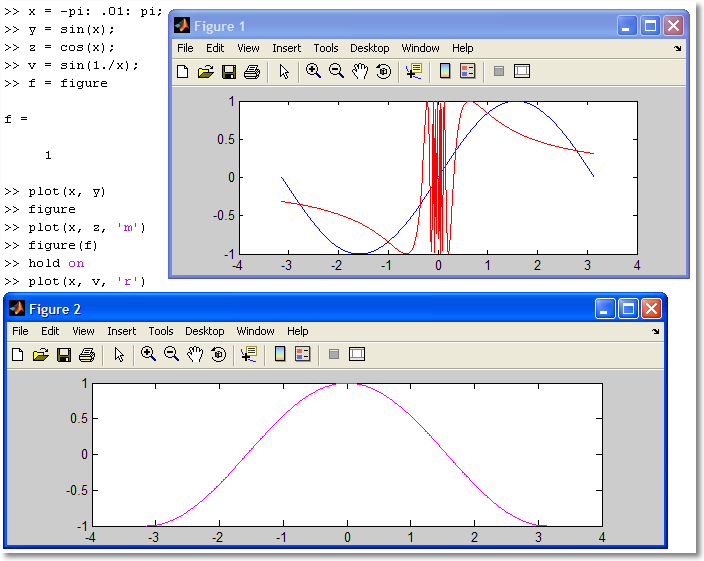 >> x = -pi: .01: pi;
>> y = sin(x);
>> z = cos(x);
>> v = sin(1./x);
>> f = figure
f =
1
>> plot(x, y)
>> figure
>> plot(x, z, 'm')
>> figure(f)
>> hold on
>> plot(x, v, 'r')
Figure 1
File Edit View Insert Tools Desktop Window Help
1
0.5
0
-0.5
-1
-4 -3 -2 -1 0 1 2 3 4
Figure 2
File Edit View Insert Tools Desktop Window Help
1
0.5
0
-0.5
-1
-4 -3 -2 -1 0 1 2 3 4